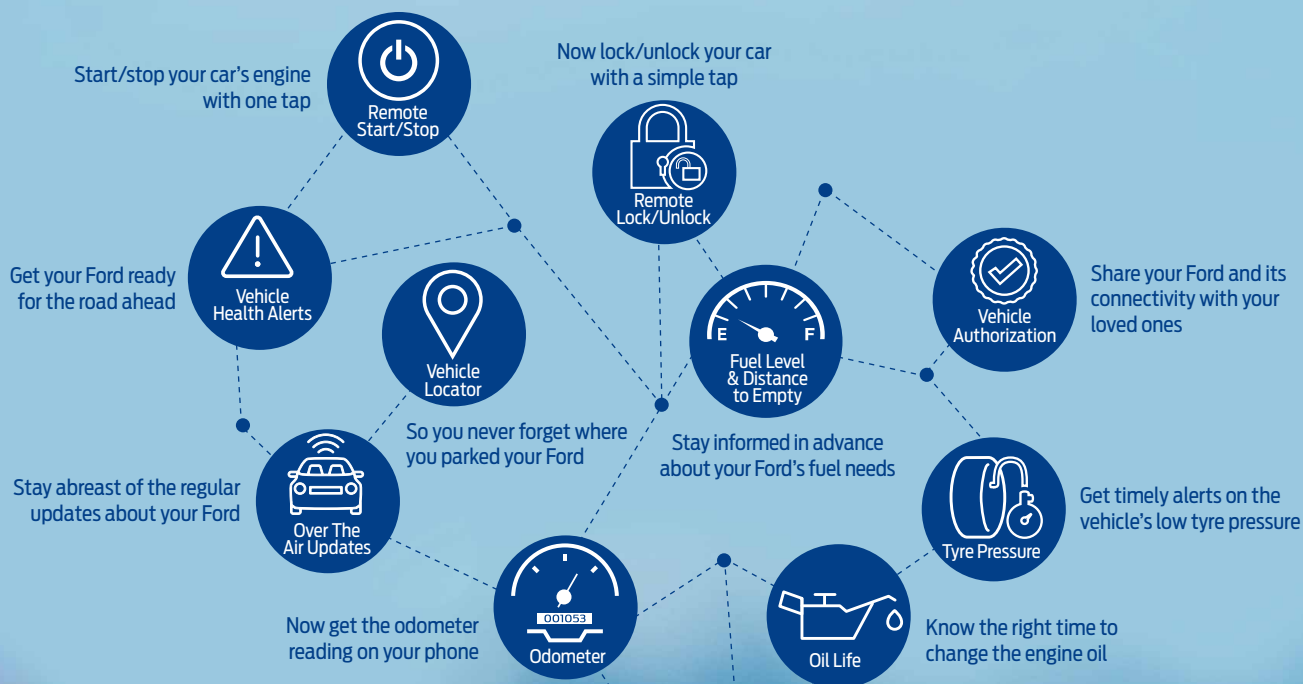 Start/stop your car's engine
with one tap
Remote
Start/Stop
Now lock/unlock your car
with a simple tap
Remote
Lock/Unlock
Get your Ford ready
for the road ahead
Vehicle
Health Alerts
Vehicle
Locator
So you never forget where
you parked your Ford
E F
Fuel Level
& Distance
to Empty
Stay informed in advance
about your Ford's fuel needs
Vehicle
Authorization
Share your Ford and its
connectivity with your
loved ones
Stay abreast of the regular
updates about your Ford
Over The
Air Updates
Tyre Pressure
Get timely alerts on the
vehicle's low tyre pressure
Now get the odometer
reading on your phone
001053
Odometer
Oil Life
Know the right time to
change the engine oil